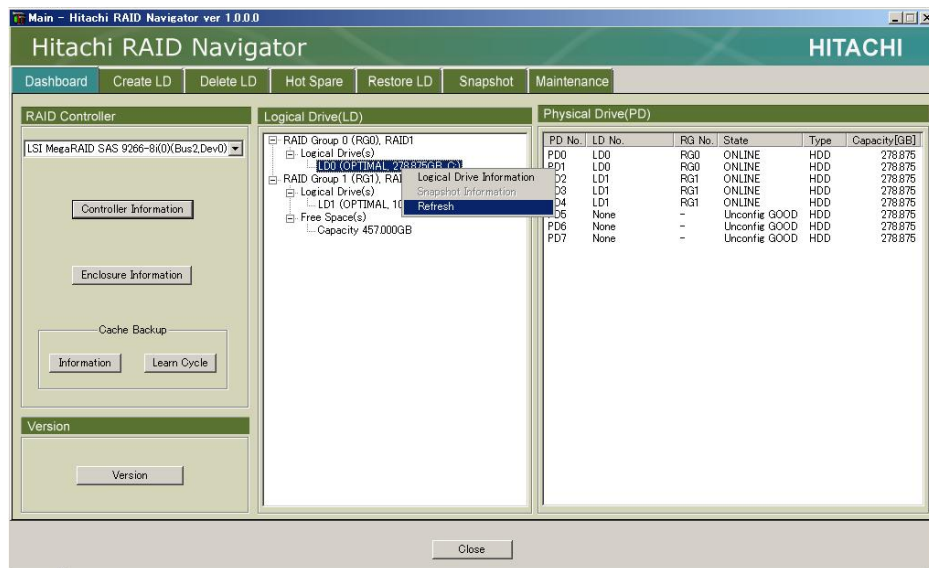 Main - Hitachi RAID Navigator ver 1.0.0.0
Hitachi RAID Navigator
HITACHI
Dashboard Create LD Delete LD Hot Spare Restore LD Snapshot Maintenance
RAID Controller
LSI MegaRAID SAS 9266-8i(0)(Bus2,Dev0)
Controller Information
Enclosure Information
Cache Backup
Information Learn Cycle
Version
Version
Logical Drive(LD)
RAID Group 0 (RG0), RAID1
Logical Drive(s)
LD0 (OPTIMAL, 278.875GB, C:)
RAID Group 1 (RG1),
Logical Drive(s)
LD1 (OPTIMAL,
Free Space(s)
Capacity 457.000GB
Logical Drive Information
Snapshot Information
Refresh
Physical Drive(PD)
PD No. LD No. RG No. State Type Capacity[GB]
PD0 LD0 RG0 ONLINE HDD 278.875
PD1 LD0 RG0 ONLINE HDD 278.875
D2 LD1 RG1 ONLINE HDD 278.875
D3 LD1 RG1 ONLINE HDD 278.875
D4 LD1 RG1 ONLINE HDD 278.875
PD5 None - Unconfig GOOD HDD 278.875
PD6 None - Unconfig GOOD HDD 278.875
PD7 None - Unconfig GOOD HDD 278.875
Close